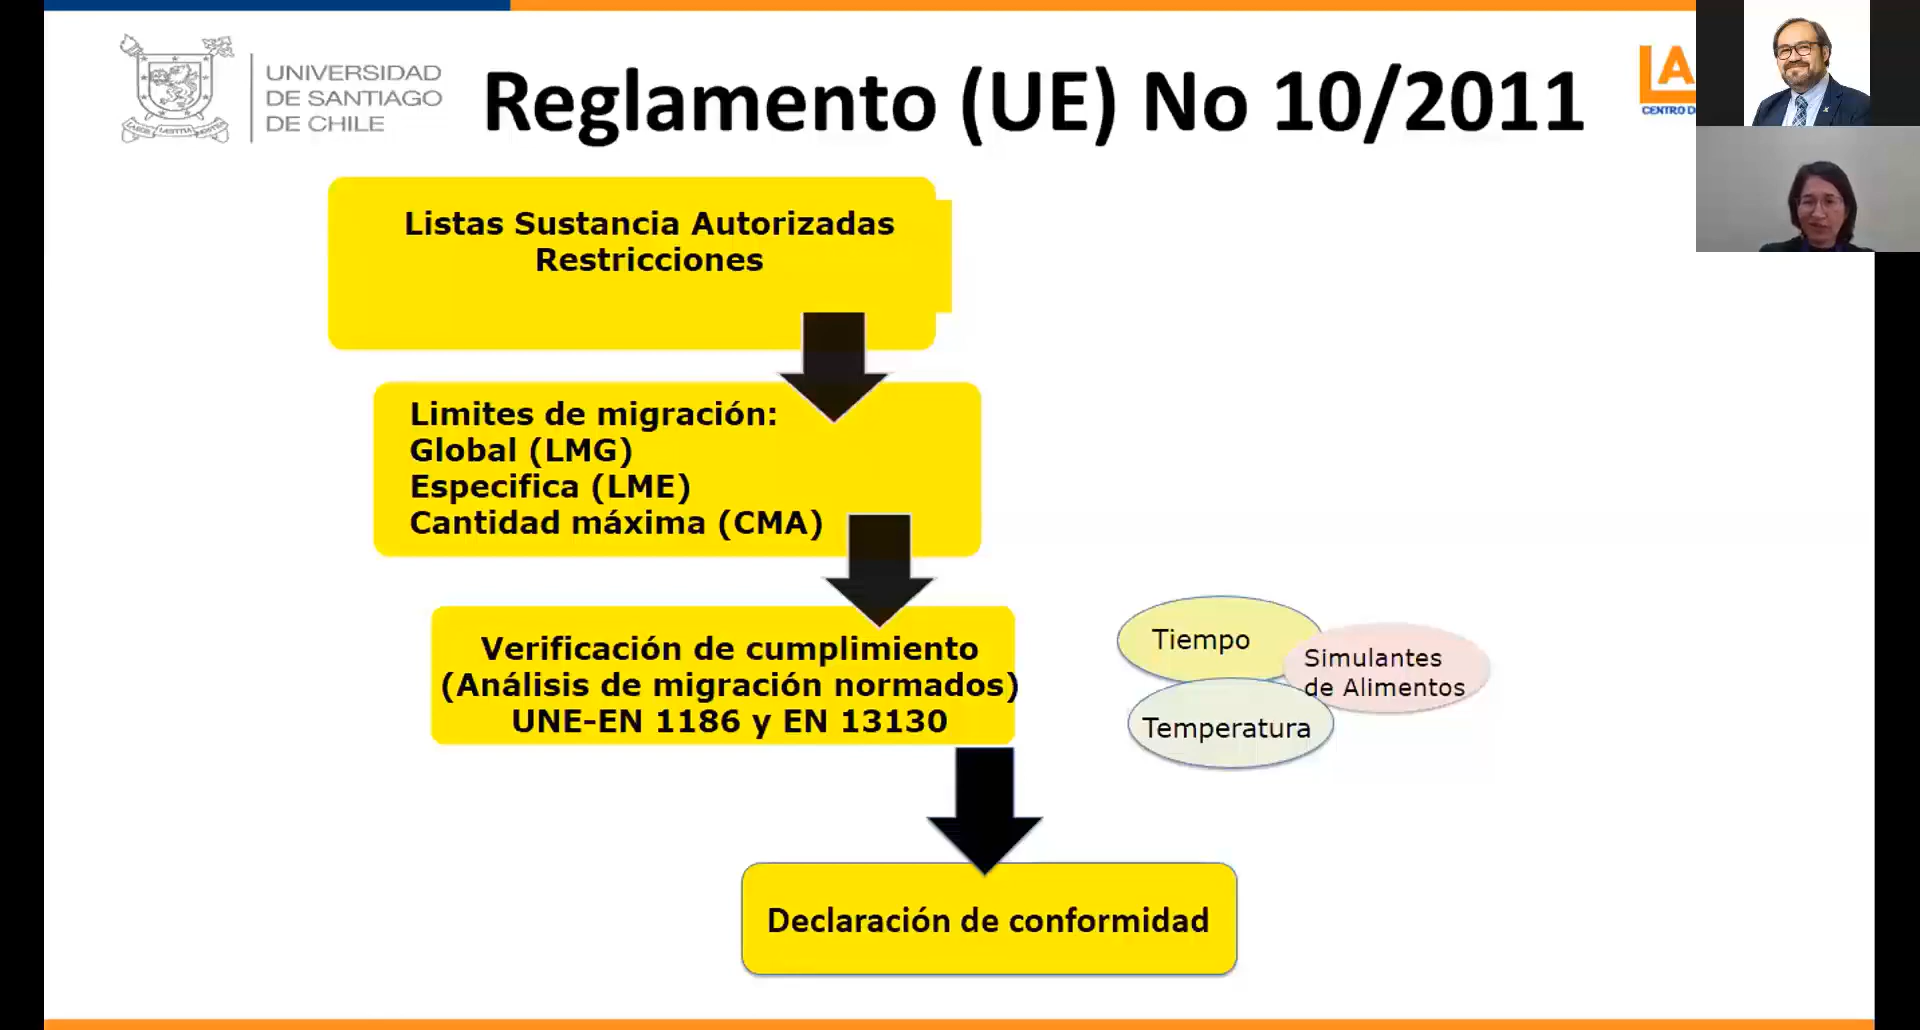 UNIVERSIDAD
DE SANTIAGO
DE CHILE
Reglamento (UE) No 10/2011
LA
CENTRO D
Listas Sustancia Autorizadas
Restricciones
Limites de migración:
Global (LMG)
Especifica (LME)
Cantidad máxima (CMA)
Verificación de cumplimiento
(Análisis de migración normados)
UNE-EN 1186 y EN 13130
Tiempo
Simulantes
de Alimentos
Temperatura
Declaración de conformidad